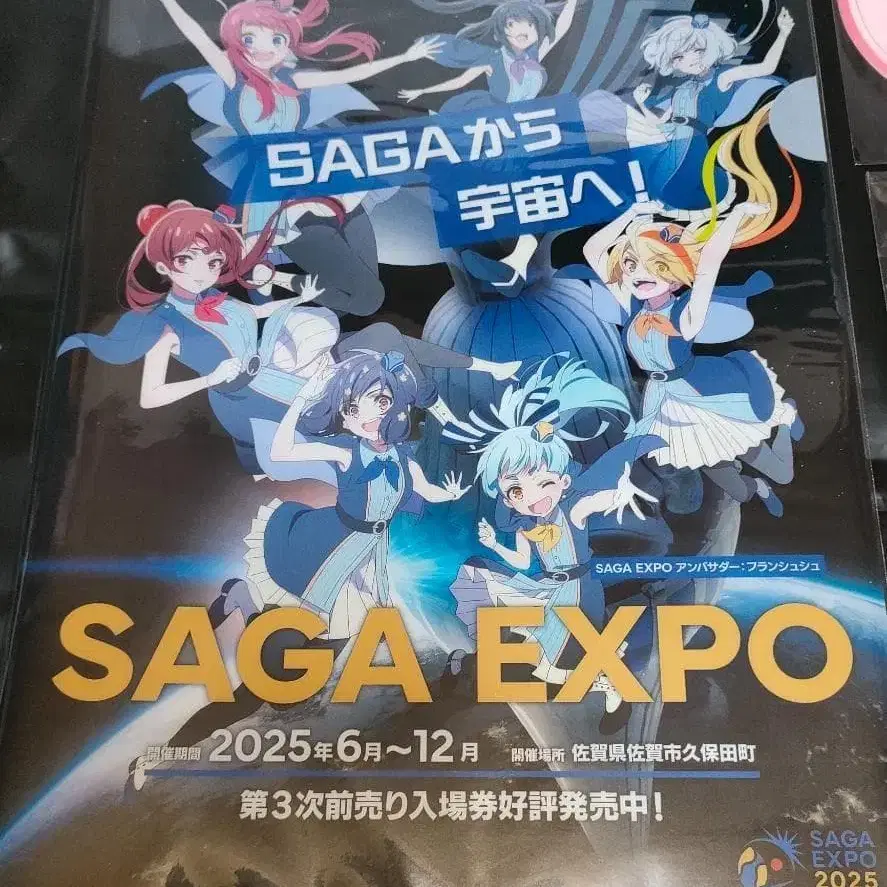 SAGAから
宇宙へ!
SAGA EXPO アンバサダー:フランシュシュ
SAGA EXPO
開催期間 2025年6月~12月 開催場所 佐賀県佐賀市久保田町
第3次前売り入場券好評発売中!
SAGA
EXPO
2025